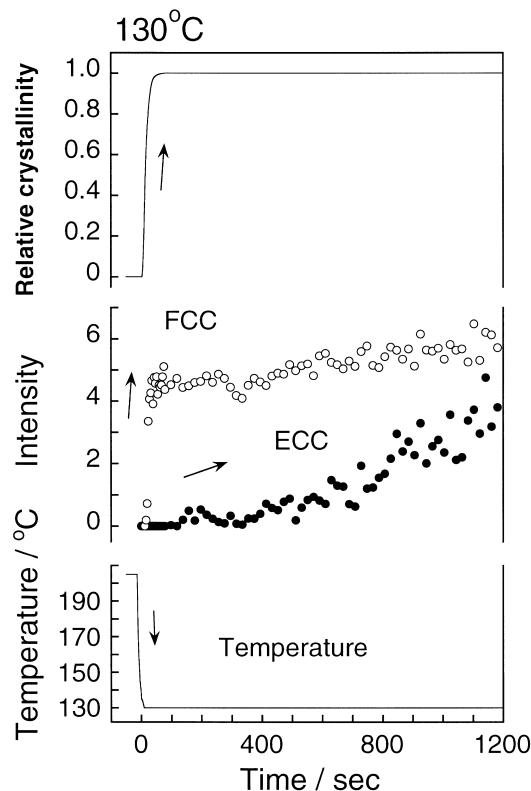 130°C
Relative crystallinity
1.0
0.8
0.6
0.4
0.2
0
Intensity
6
4
2
0
FCC
ECC
Temperature / °C
190
170
150
130
Temperature
0 400 800 1200
Time / sec